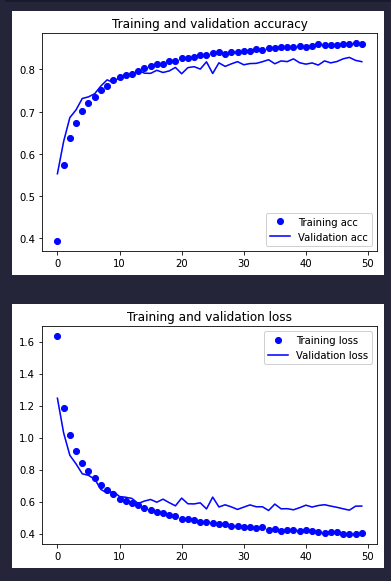 Training and validation accuracy
0.8
0.7
0.6
0.5
0.4
Training acc
Validation acc
0 10 20 30 40 50
Training and validation loss
1.6
1.4
1.2
1.0
0.8
0.6
0.4
Training loss
Validation loss
0 10 20 30 40 50